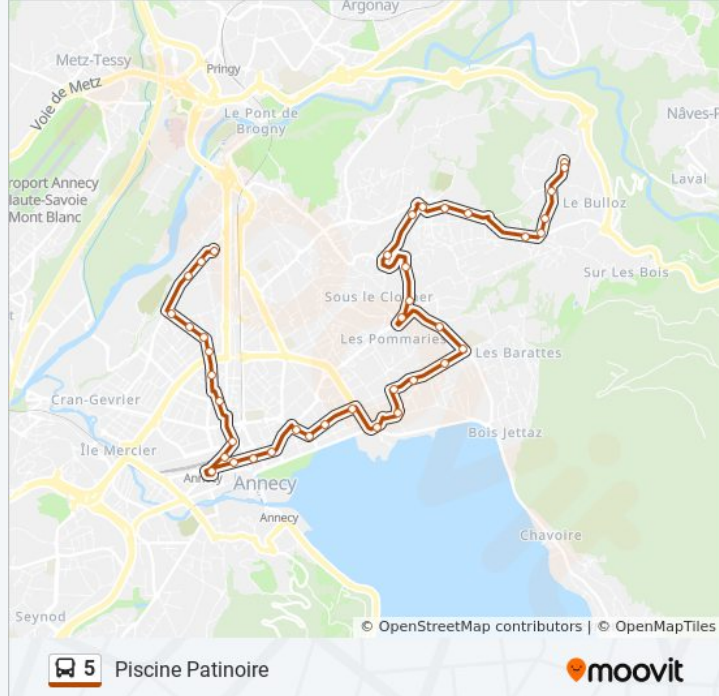 Argonay
Metz-Tessy
Pringy
Voie de Metz
Le Pont de
Brogny
Nâves-P
roport Annecy
Haute-Savoie
Mont Blanc
Laval
Le Bulloz
Sur Les Bois
Sous le Clocher
Les Pommaries
Les Barattes
Cran-Gevrier
Bois Jettaz
Île Mercier
Annecy
Annecy
Annecy
Chavoire
Seynod
© OpenStreetMap contributors | © OpenMapTiles
5 Piscine Patinoire
moovit